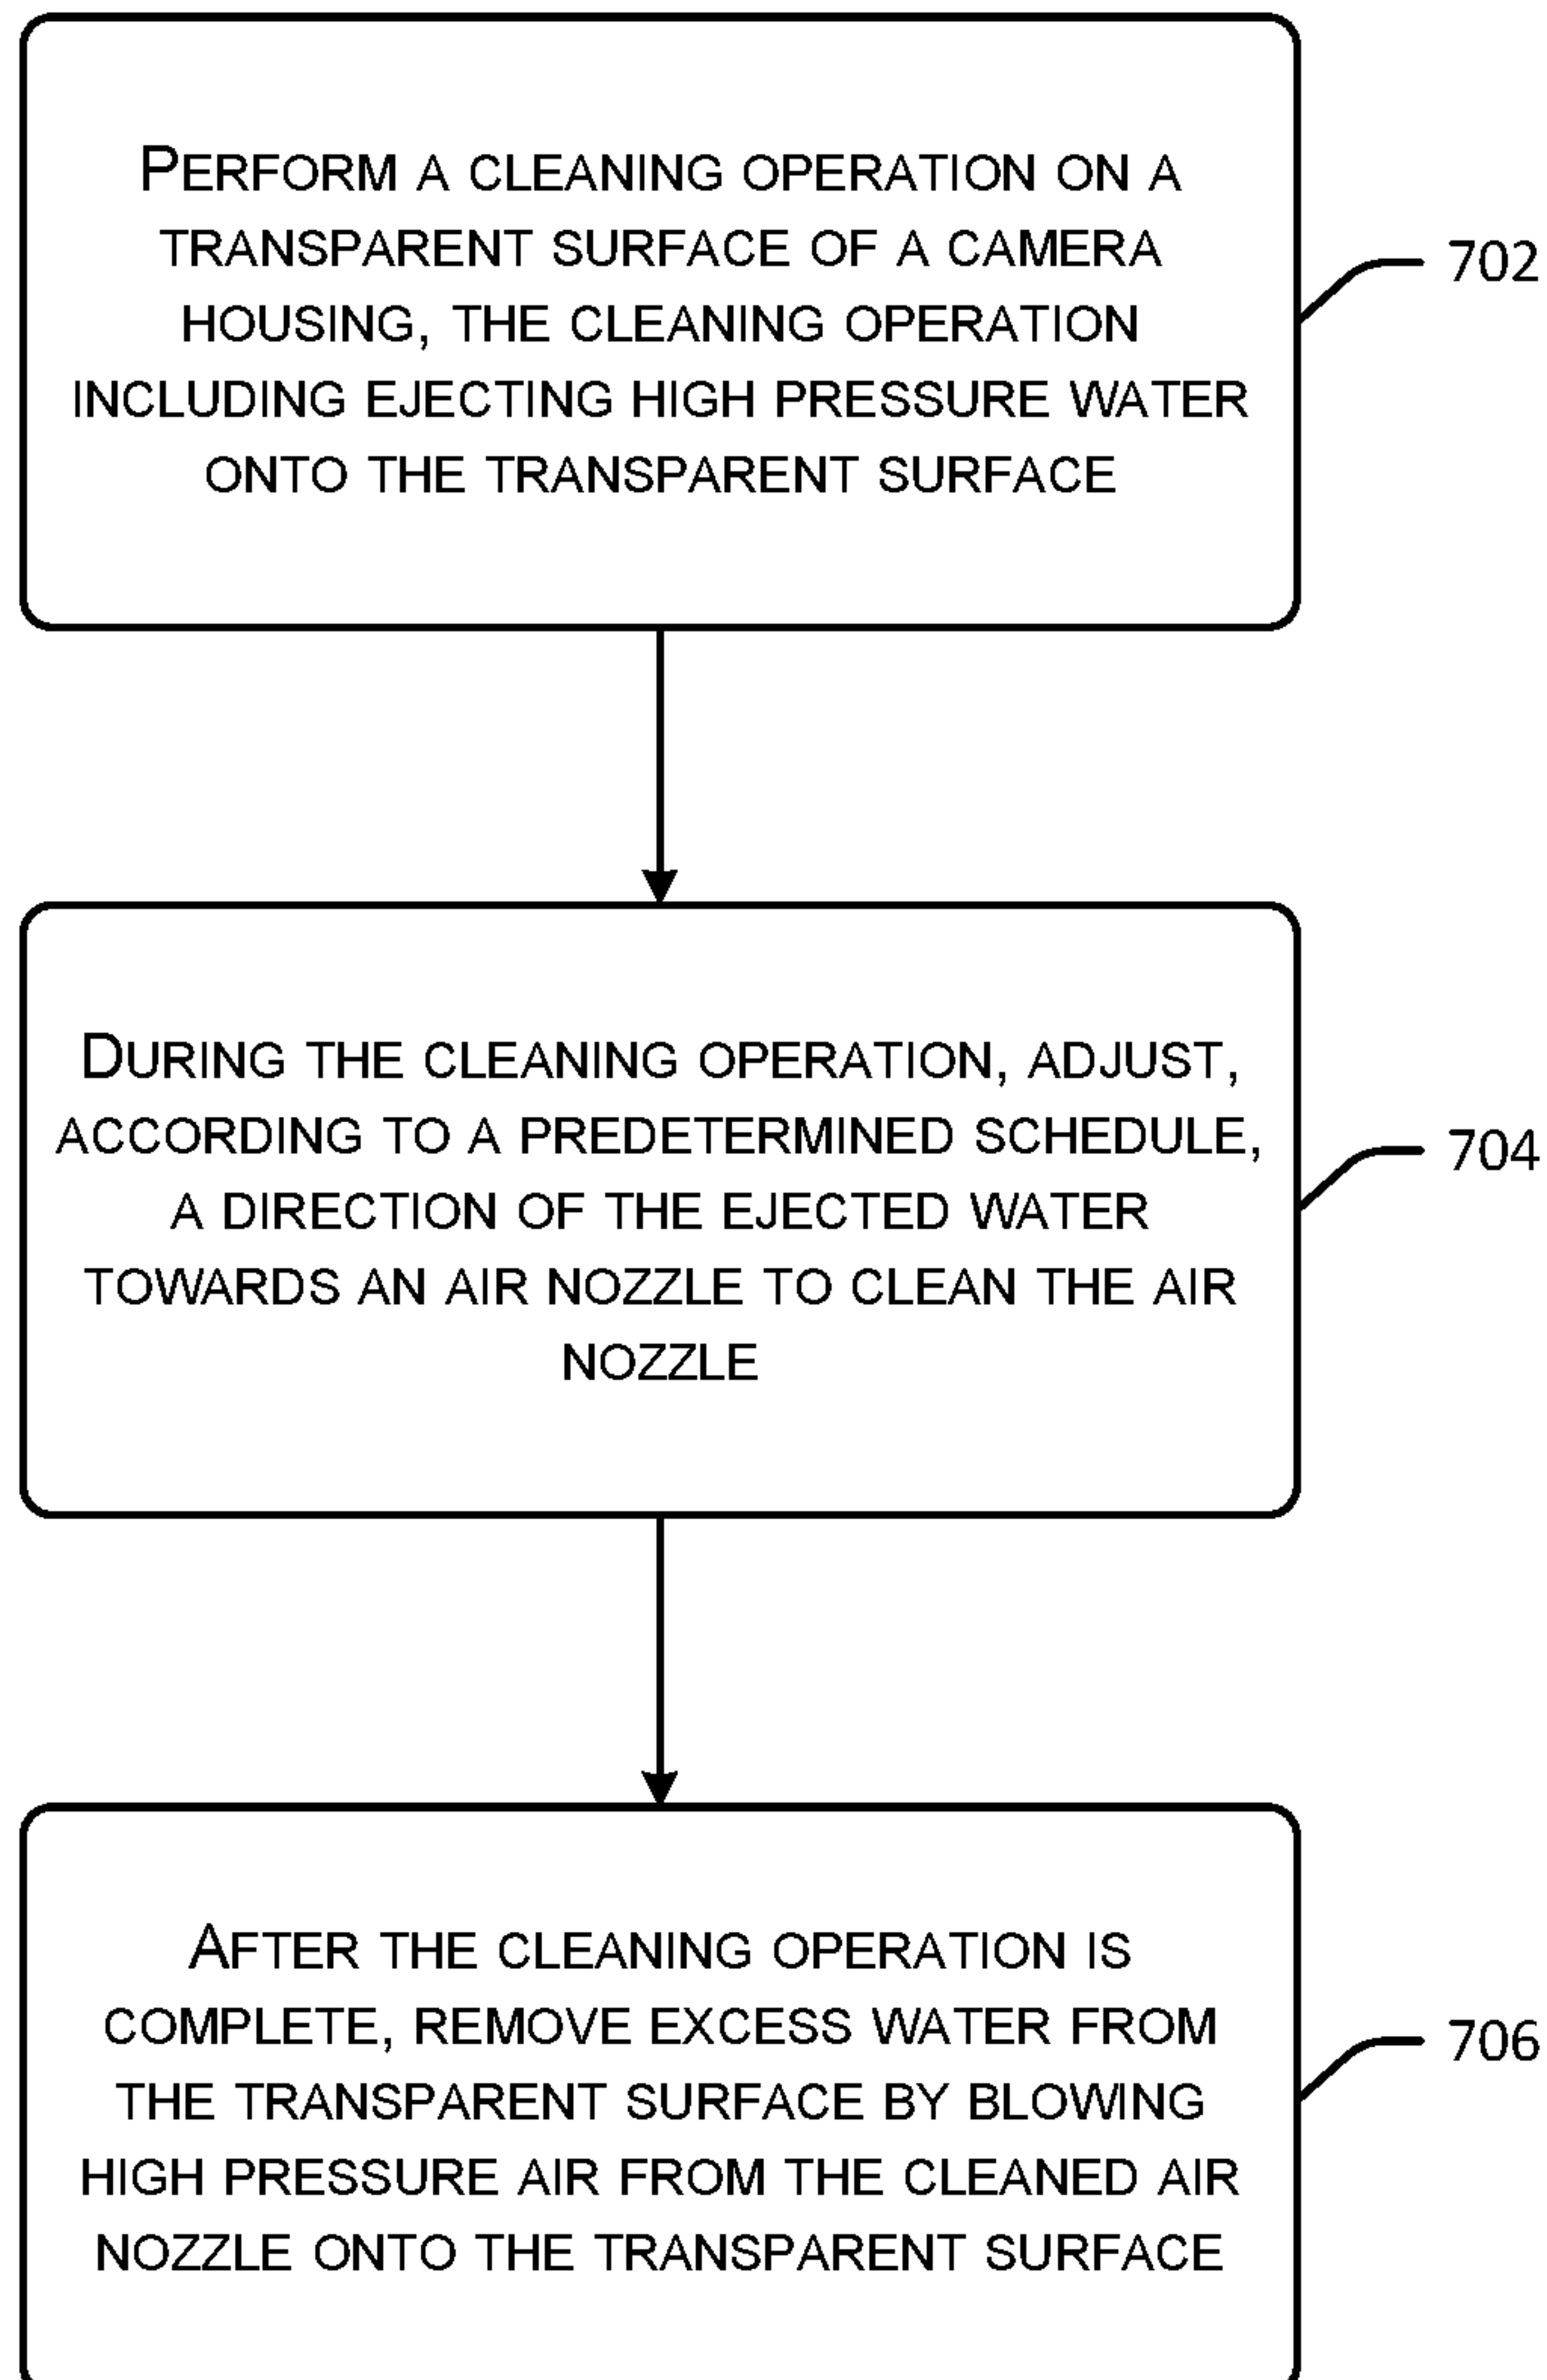 PERFORM A CLEANING OPERATION ON A
TRANSPARENT SURFACE OF A CAMERA
HOUSING, THE CLEANING OPERATION
INCLUDING EJECTING HIGH PRESSURE WATER
ONTO THE TRANSPARENT SURFACE
702
DURING THE CLEANING OPERATION, ADJUST,
ACCORDING TO A PREDETERMINED SCHEDULE,
A DIRECTION OF THE EJECTED WATER
TOWARDS AN AIR NOZZLE TO CLEAN THE AIR
NOZZLE
704
AFTER THE CLEANING OPERATION IS
COMPLETE, REMOVE EXCESS WATER FROM
THE TRANSPARENT SURFACE BY BLOWING
HIGH PRESSURE AIR FROM THE CLEANED AIR
NOZZLE ONTO THE TRANSPARENT SURFACE
706